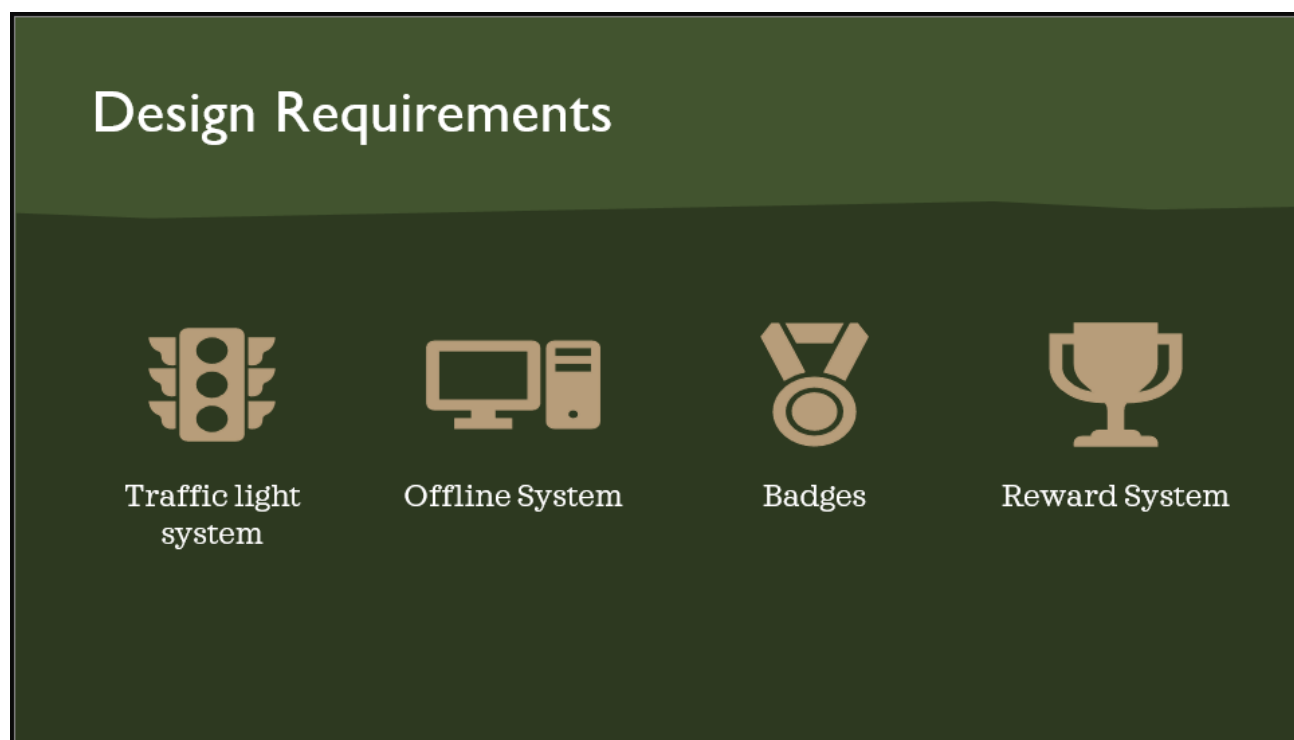 Design Requirements
Traffic light
system
Offline System
Badges
Reward System